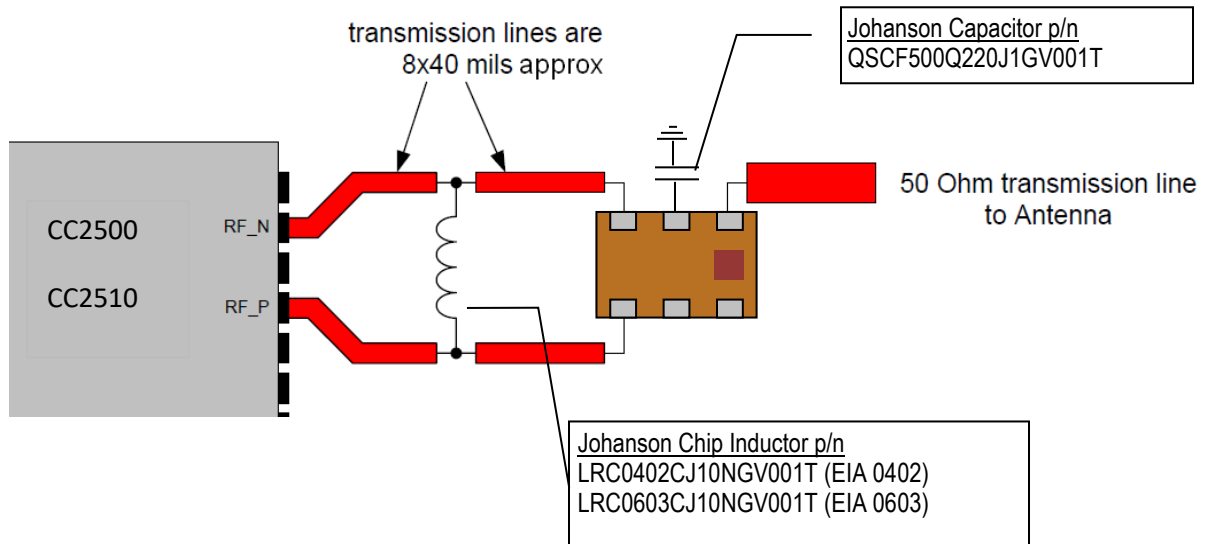 transmission lines are
8x40 mils approx
Johanson Capacitor p/n
QSCF500Q220J1GV001T
50 Ohm transmission line
to Antenna
CC2500
RF_N
CC2510
RF_P
Johanson Chip Inductor p/n
LRC0402CJ10NGV001T (EIA 0402)
LRC0603CJ10NGV001T (EIA 0603)